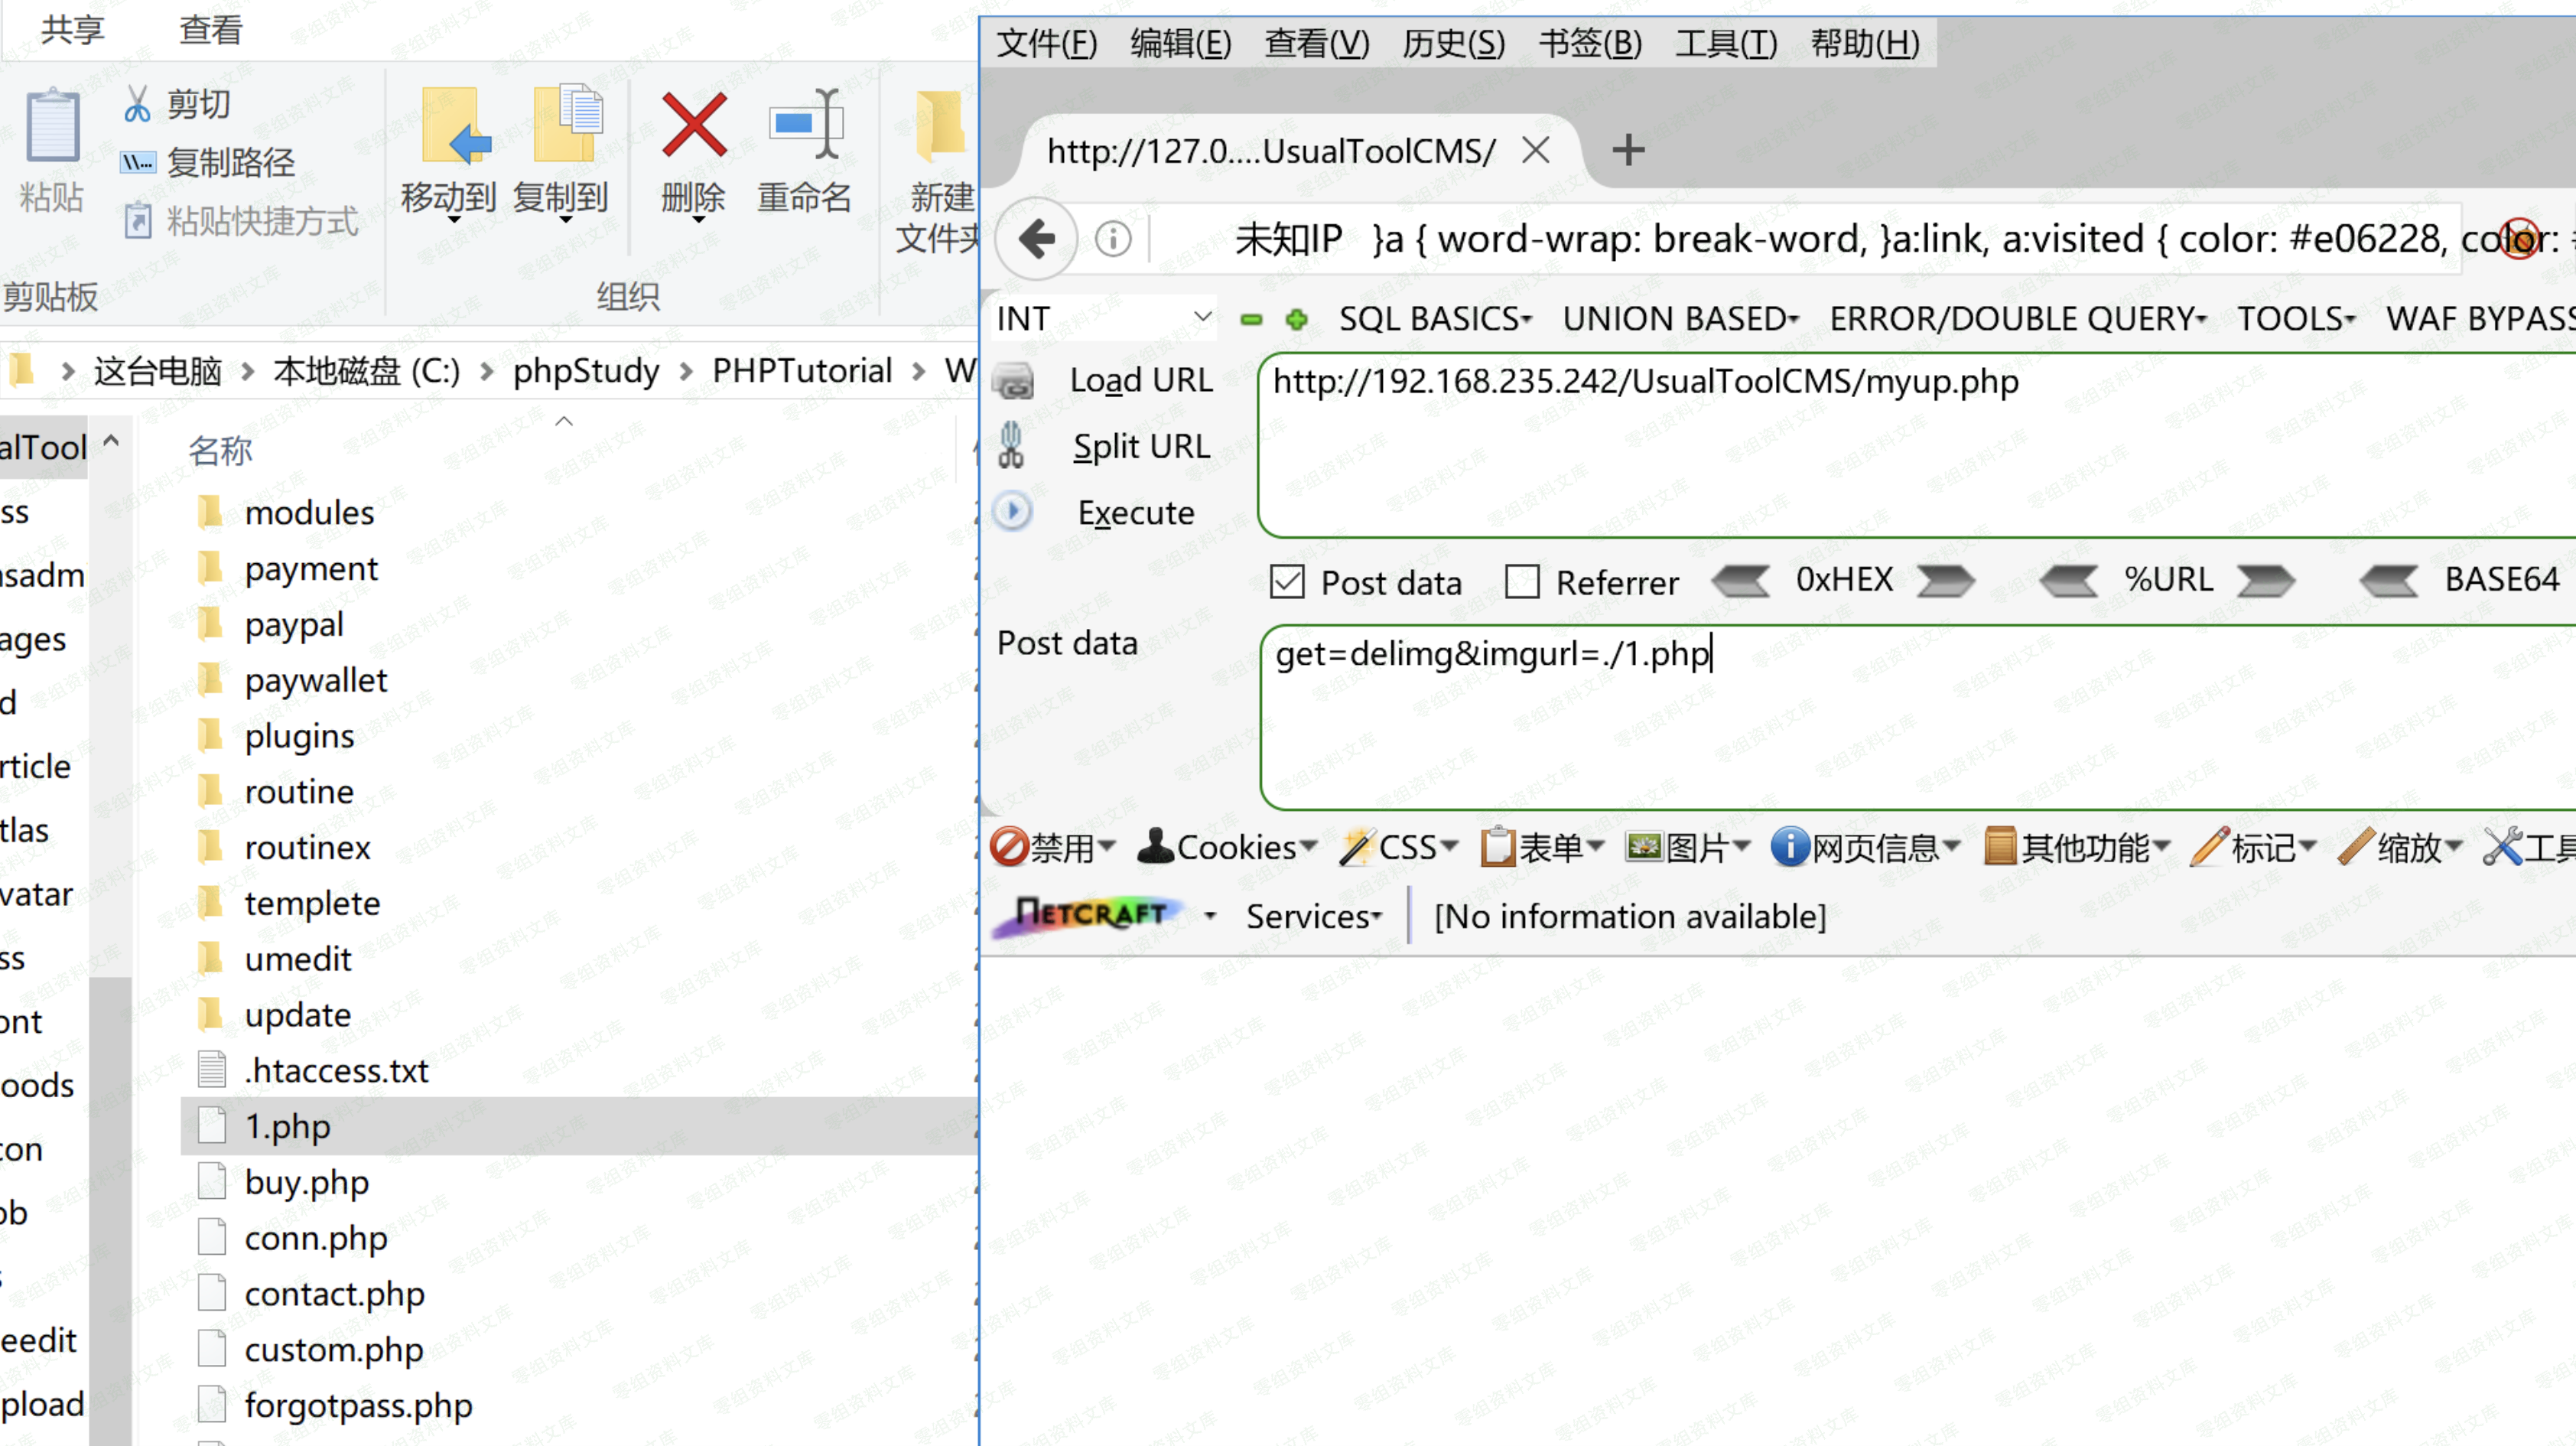 共享 查看
剪切
复制路径
粘贴快捷方式
粘贴
移动到 复制到 删除 重命名 新建
文件夹
剪贴板 组织
这台电脑 本地磁盘 (C:) phpStudy PHPTutorial W
alTool
ss
sadm
ages
d
rticle
tlas
vatar
ss
ont
oods
con
ob
eedit
pload
名称
modules
payment
paypal
paywallet
plugins
routine
routinex
templete
umedit
update
.htaccess.txt
1.php
buy.php
conn.php
contact.php
custom.php
forgotpass.php
文件(F) 编辑(E) 查看(V) 历史(S) 书签(B) 工具(T) 帮助(H)
http://127.0....UsualToolCMS/
未知IP }a { word-wrap: break-word, }a:link, a:visited { color: #e06228, color: #
INT SQL BASICS UNION BASED ERROR/DOUBLE QUERY TOOLS WAF BYPASS
Load URL
Split URL
Execute
http://192.168.235.242/UsualToolCMS/myup.php
Post data Referrer 0xHEX %URL BASE64
Post data
get=delimg&imgurl=./1.php
禁用 Cookies CSS 表单 图片 网页信息 其他功能 标记 缩放 工具
NETCRAFT Services [No information available]
零组资料文库